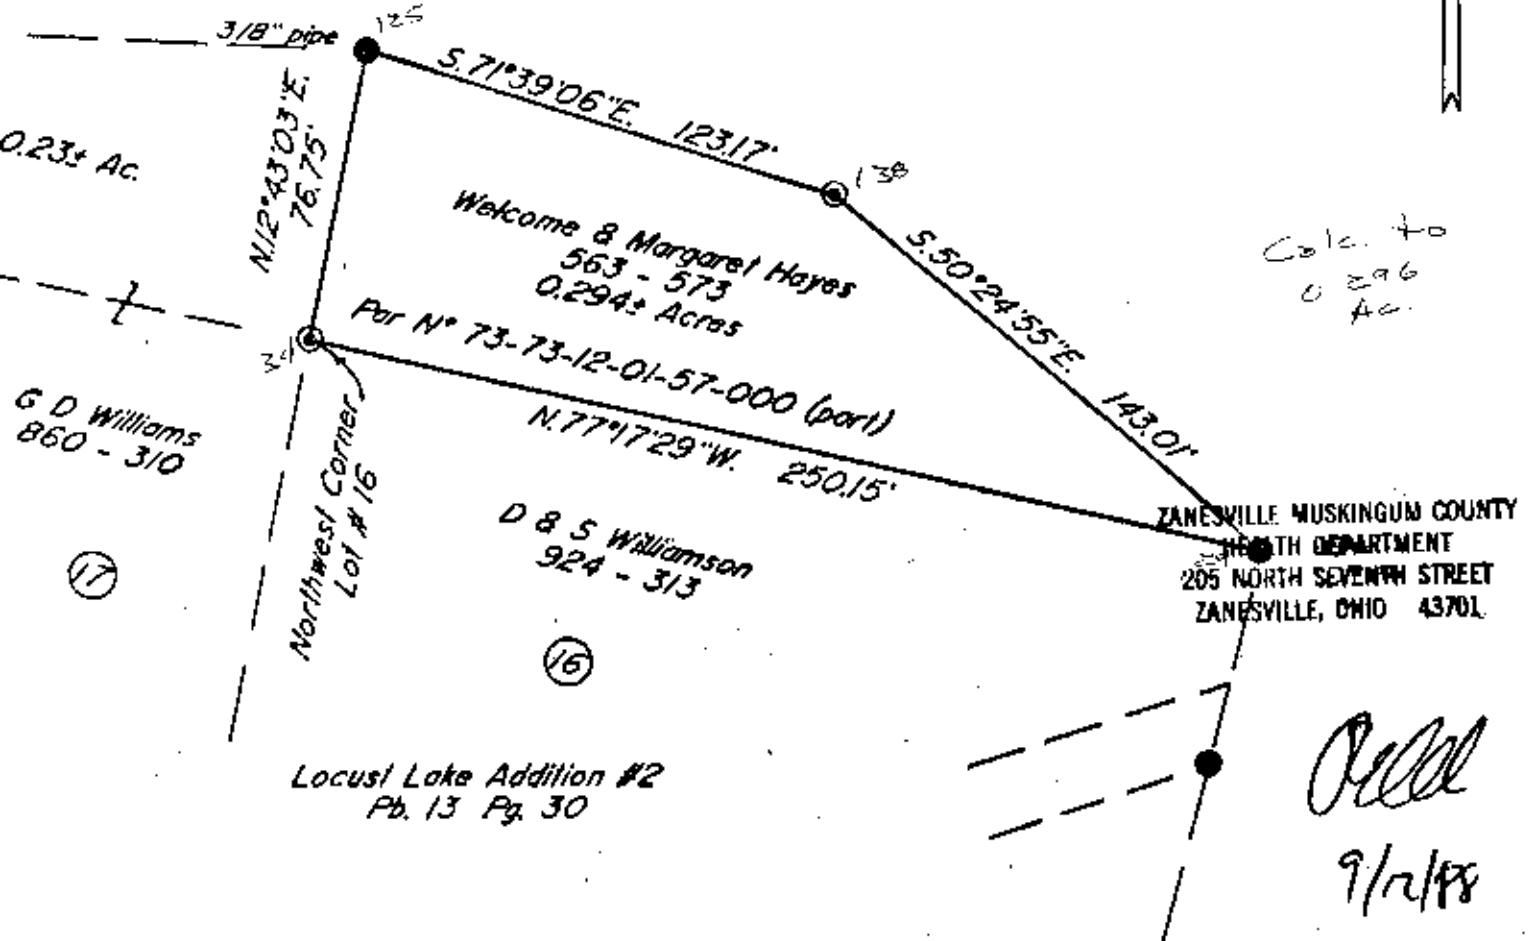 125
3/8" pipe
S.71°39'06"E. 123.17'
N.12°43'03"E.
76.75'
0.23± Ac.
138
Welcome & Margaret Hayes
563 - 573
0.294± Acres
Par Nº 73-73-12-01-57-000 (part)
S.50°24'55"E. 143.01'
Calc. to
0.296
Ac.
34
N.77°17'29"W. 250.15'
G D Williams
860 - 310
Northwest Corner
Lot # 16
D & S Williamson
924 - 313
ZANESVILLE MUSKINGUM COUNTY
HEALTH DEPARTMENT
205 NORTH SEVENTH STREET
ZANESVILLE, OHIO 43701
17
16
Locust Lake Addition #2
Pb. 13 Pg. 30
9/12/88